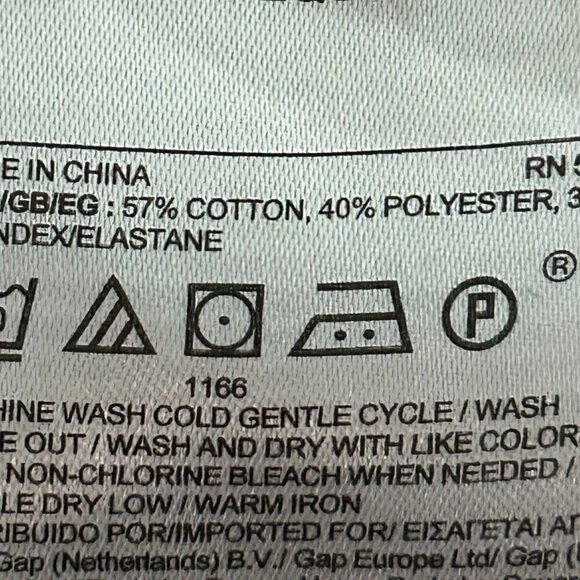 E IN CHINA RN 5
/GB/EG : 57% COTTON, 40% POLYESTER, 3
NDEX/ELASTANE
®
P
1166
HINE WASH COLD GENTLE CYCLE / WASH
E OUT / WASH AND DRY WITH LIKE COLOR
NON-CHLORINE BLEACH WHEN NEEDED /
LE DRY LOW / WARM IRON
RIBUIDO POR/IMPORTED FOR/ ΕΙΣΑΓΕΤΑΙ ΑΠ
Gap (Netherlands) B.V./ Gap Europe Ltd/ Gap (